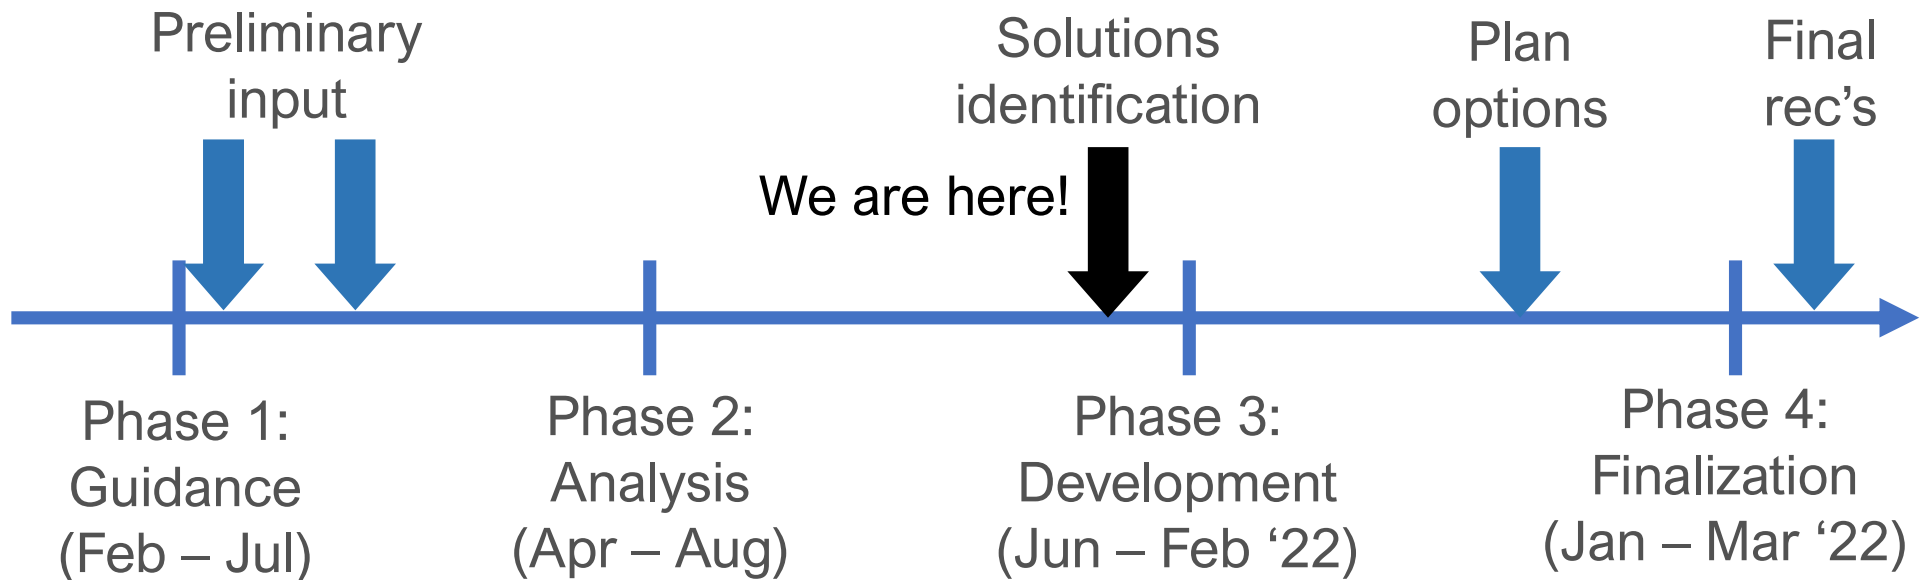 Preliminary
input
Solutions
identification
Plan
options
Final
rec’s
We are here!
Phase 1:
Guidance
(Feb – Jul)
Phase 2:
Analysis
(Apr – Aug)
Phase 3:
Development
(Jun – Feb ‘22)
Phase 4:
Finalization
(Jan – Mar ‘22)